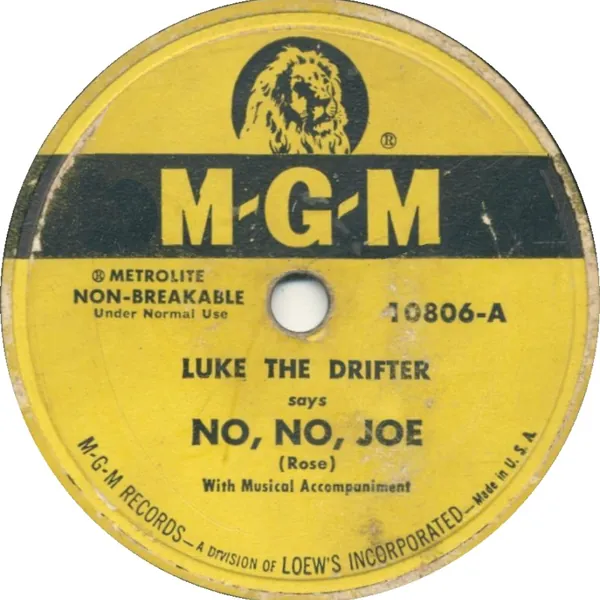 ®
M-G-M
® METROLITE
NON-BREAKABLE
Under Normal Use
10806-A
LUKE THE DRIFTER
says
NO, NO, JOE
(Rose)
With Musical Accompaniment
M-G-M RECORDS—A DIVISION OF LOEW'S INCORPORATED—Made in U. S. A.